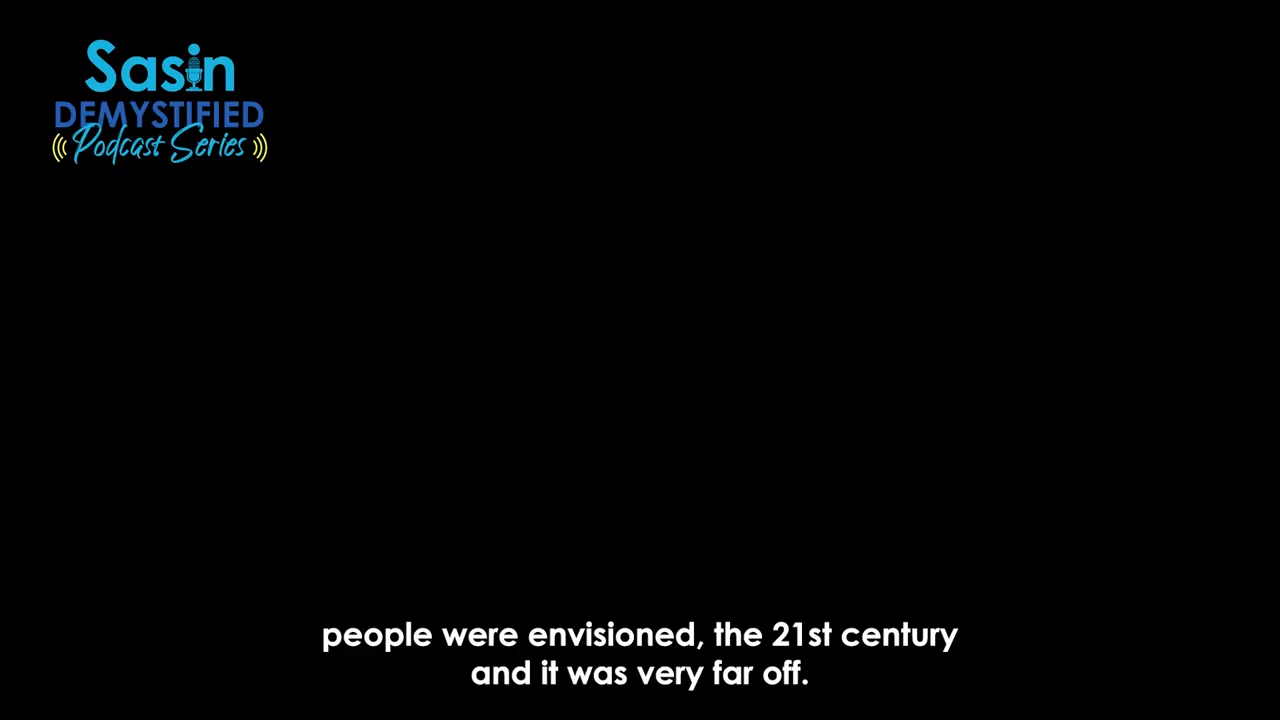 Sasin
DEMYSTIFIED
Podcast Series
people were envisioned, the 21st century
and it was very far off.